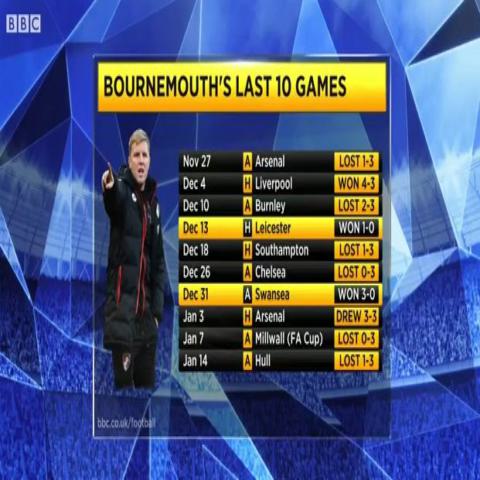 BBC
BOURNEMOUTH'S LAST 10 GAMES
Nov 27 A Arsenal LOST 1-3
Dec 4 H Liverpool WON 4-3
Dec 10 A Burnley LOST 2-3
Dec 13 H Leicester WON 1-0
Dec 18 H Southampton LOST 1-3
Dec 26 A Chelsea LOST 0-3
Dec 31 A Swansea WON 3-0
Jan 3 H Arsenal DREW 3-3
Jan 7 A Millwall (FA Cup) LOST 0-3
Jan 14 A Hull LOST 1-3
bbc.co.uk/football